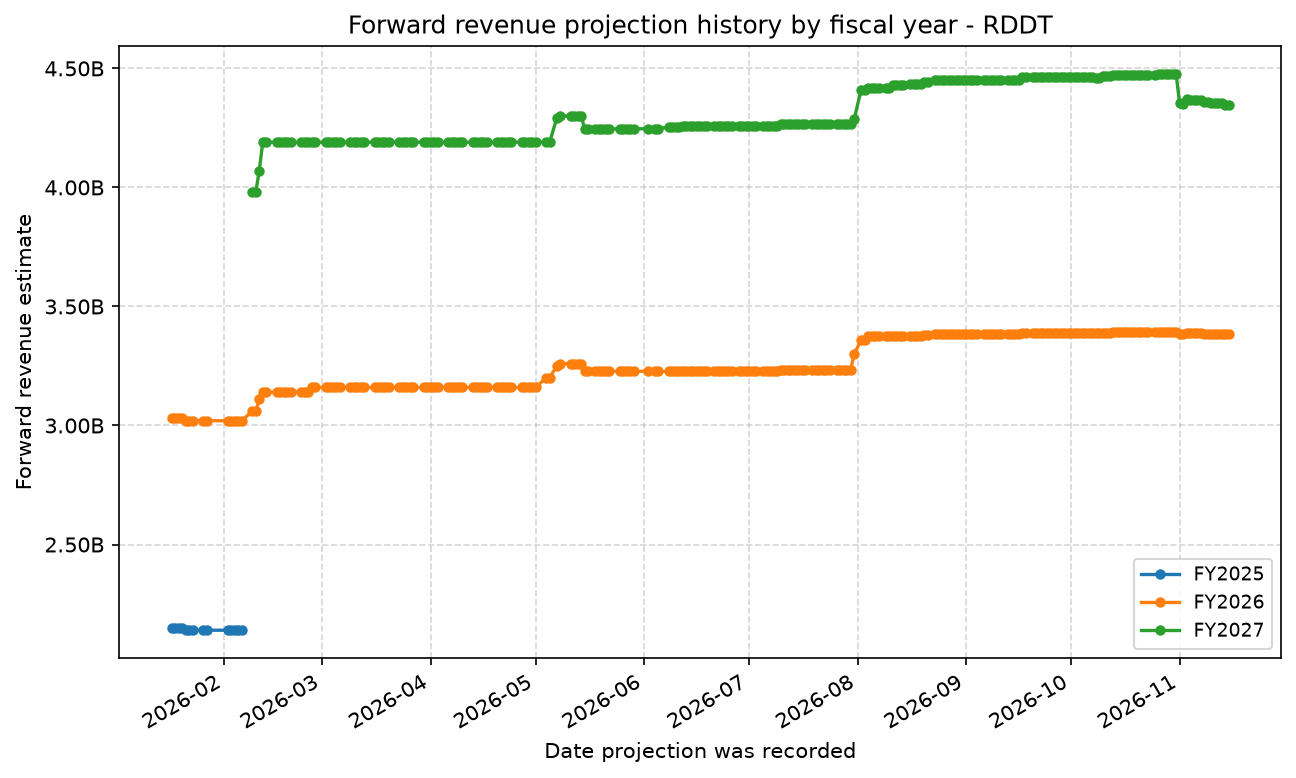 Forward revenue projection history by fiscal year - RDDT
Forward revenue estimate
4.50B
4.00B
3.50B
3.00B
2.50B
FY2025
FY2026
FY2027
2026-02
2026-03
2026-04
2026-05
2026-06
2026-07
2026-08
2026-09
2026-10
2026-11
Date projection was recorded